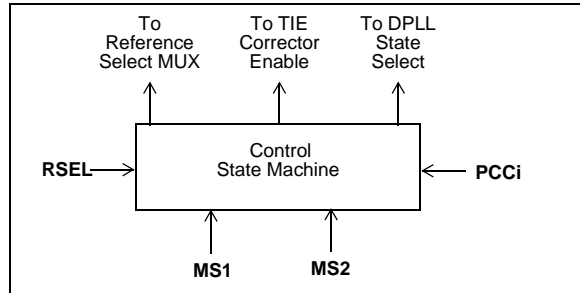 To
Reference
Select MUX
To TIE
Corrector
Enable
To DPLL
State
Select
Control
State Machine
RSEL
PCCi
MS1
MS2